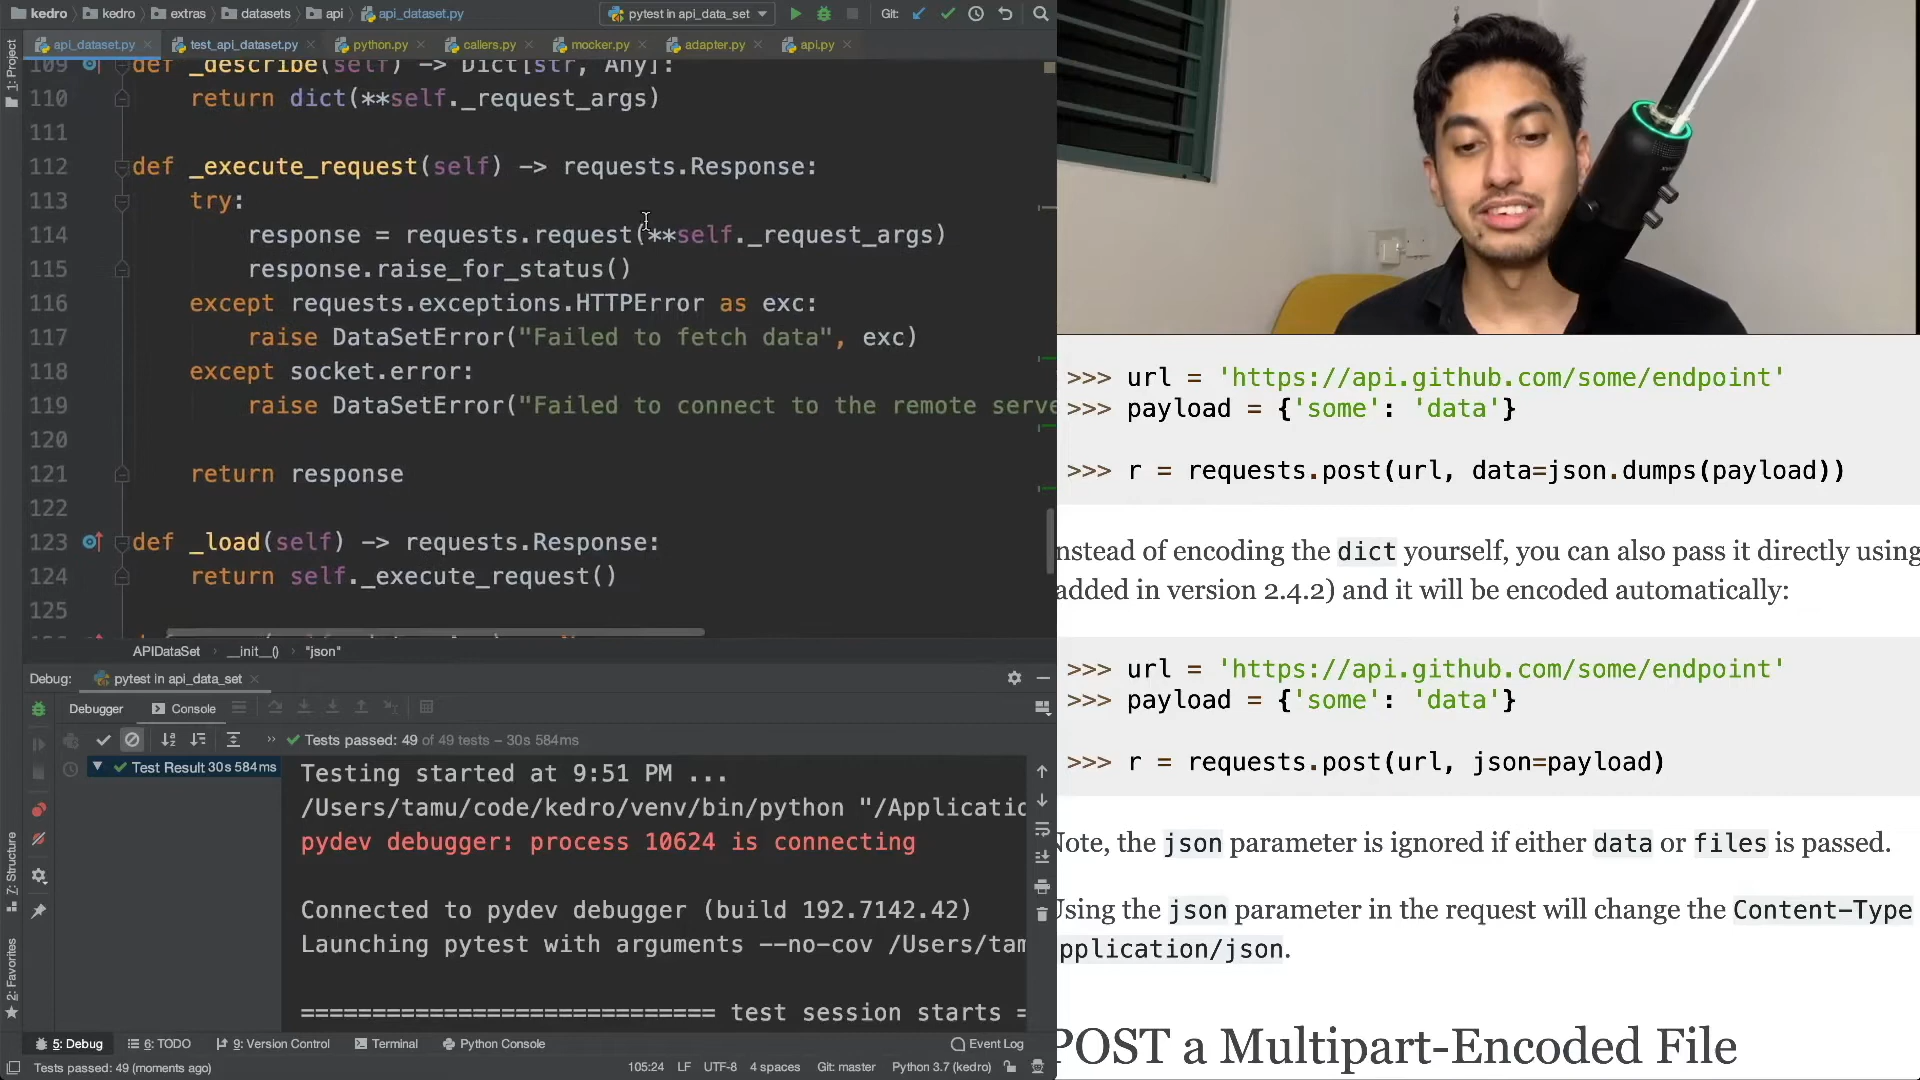 kedro kedro extras datasets api api_dataset.py pytest in api_data_set Git:
api_dataset.py test_api_dataset.py python.py callers.py mocker.py adapter.py api.py
1: Project
109 def _describe(self) -> Dict[str, Any]:
110 return dict(**self._request_args)
111
112 def _execute_request(self) -> requests.Response:
113 try:
114 response = requests.request(**self._request_args)
115 response.raise_for_status()
116 except requests.exceptions.HTTPError as exc:
117 raise DataSetError("Failed to fetch data", exc)
118 except socket.error:
119 raise DataSetError("Failed to connect to the remote serve
120
121 return response
122
123 def _load(self) -> requests.Response:
124 return self._execute_request()
125
APIDataSet __init__() "json"
Debug: pytest in api_data_set
Debugger Console
Tests passed: 49 of 49 tests – 30s 584ms
Test Result 30s 584ms
Testing started at 9:51 PM ...
/Users/tamu/code/kedro/venv/bin/python "/Applicatio
pydev debugger: process 10624 is connecting
Connected to pydev debugger (build 192.7142.42)
Launching pytest with arguments --no-cov /Users/tam
============================ test session starts =
7: Structure
2: Favorites
5: Debug 6: TODO 9: Version Control Terminal Python Console Event Log
Tests passed: 49 (moments ago) 105:24 LF UTF-8 4 spaces Git: master Python 3.7 (kedro)
>>> url = 'https://api.github.com/some/endpoint'
>>> payload = {'some': 'data'}
>>> r = requests.post(url, data=json.dumps(payload))
nstead of encoding the dict yourself, you can also pass it directly using
added in version 2.4.2) and it will be encoded automatically:
>>> url = 'https://api.github.com/some/endpoint'
>>> payload = {'some': 'data'}
>>> r = requests.post(url, json=payload)
Note, the json parameter is ignored if either data or files is passed.
Using the json parameter in the request will change the Content-Type
pplication/json.
POST a Multipart-Encoded File